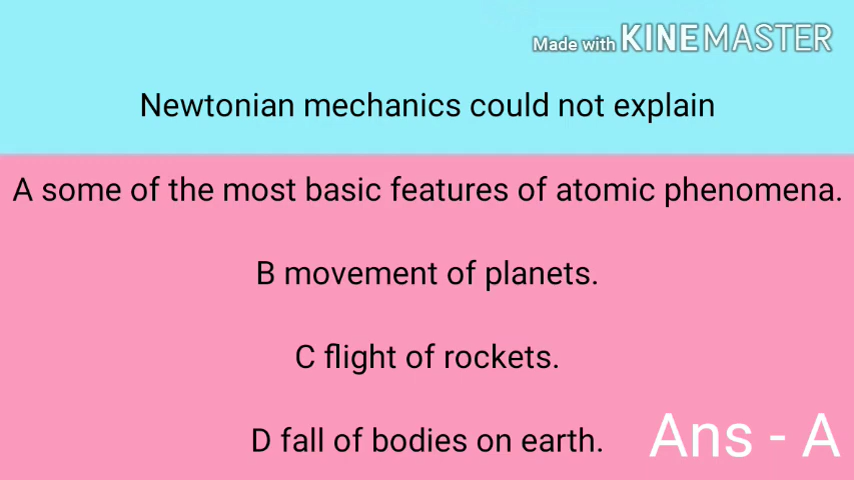 Made with KINEMASTER
Newtonian mechanics could not explain
A some of the most basic features of atomic phenomena.
B movement of planets.
C flight of rockets.
D fall of bodies on earth.
Ans - A